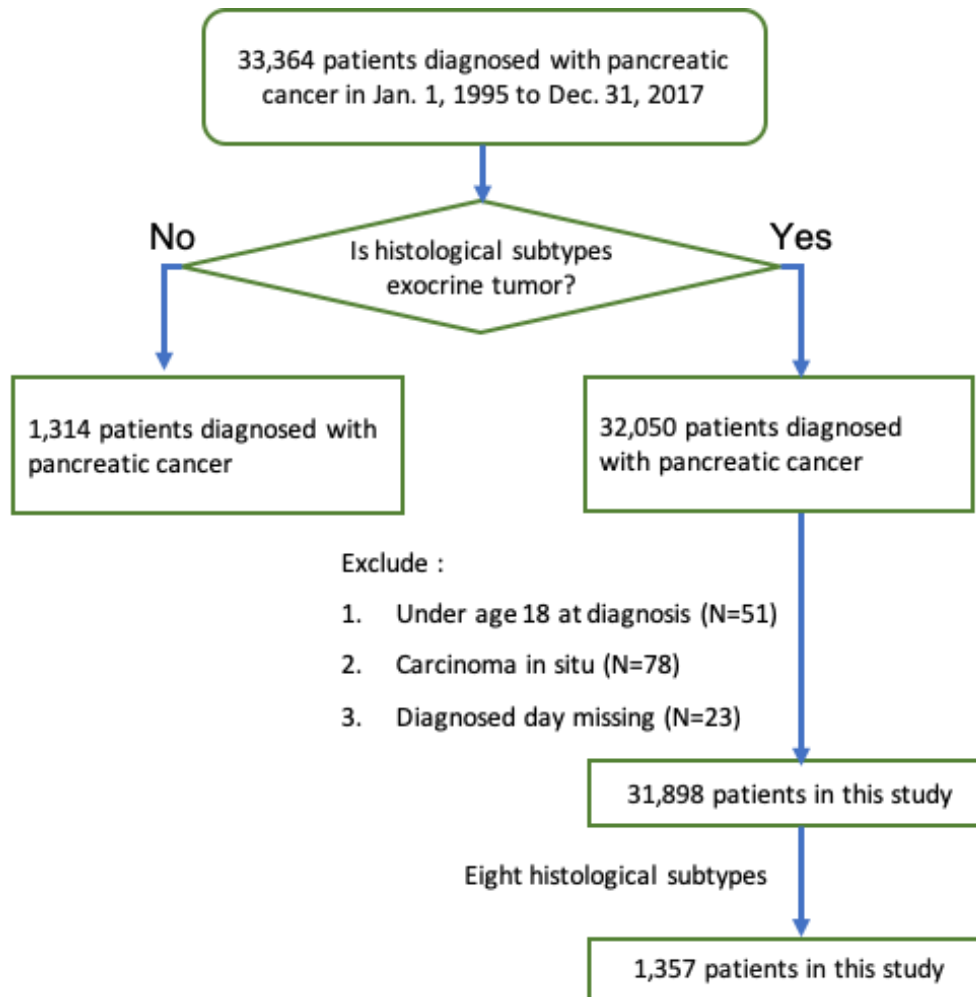 33,364 patients diagnosed with pancreatic
cancer in Jan. 1, 1995 to Dec. 31, 2017
No
Yes
Is histological subtypes
exocrine tumor?
1,314 patients diagnosed with
pancreatic cancer
32,050 patients diagnosed
with pancreatic cancer
Exclude :
1. Under age 18 at diagnosis (N=51)
2. Carcinoma in situ (N=78)
3. Diagnosed day missing (N=23)
31,898 patients in this study
Eight histological subtypes
1,357 patients in this study